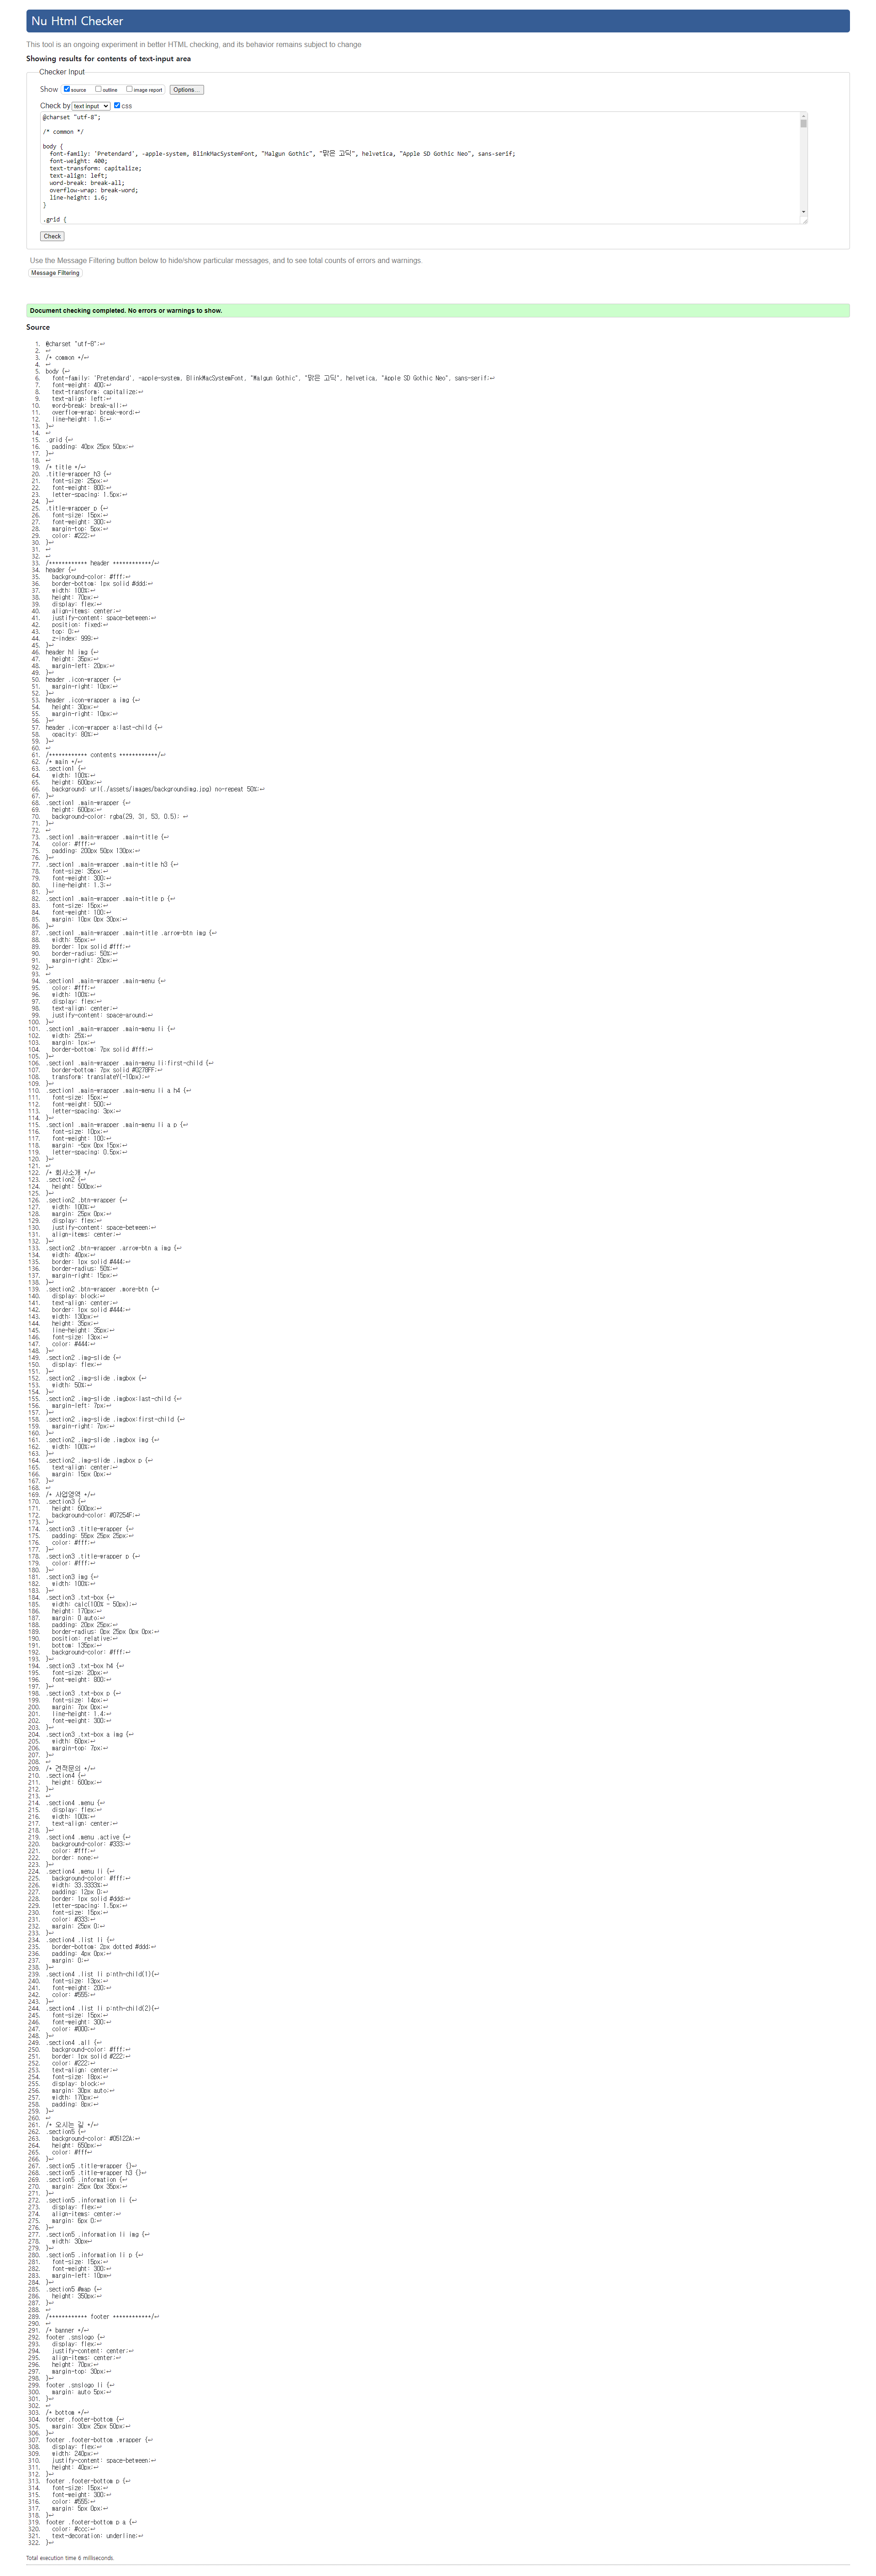 Nu Html Checker
This tool is an ongoing experiment in better HTML checking, and its behavior remains subject to change
Showing results for contents of text-input area
Checker Input
Show source outline image report Options...
Check by text input css
@charset "utf-8";
/* common */
body {
font-family: 'Pretendard', -apple-system, BlinkMacSystemFont, "Malgun Gothic", "맑은 고딕", helvetica, "Apple SD Gothic Neo", sans-serif;
font-weight: 400;
text-transform: capitalize;
text-align: left;
word-break: break-all;
overflow-wrap: break-word;
line-height: 1.6;
}
.grid {
Check
Use the Message Filtering button below to hide/show particular messages, and to see total counts of errors and warnings.
Message Filtering
Document checking completed. No errors or warnings to show.
Source
1. @charset "utf-8";↩
2. ↩
3. /* common */↩
4. ↩
5. body {↩
6. font-family: 'Pretendard', -apple-system, BlinkMacSystemFont, "Malgun Gothic", "맑은 고딕", helvetica, "Apple SD Gothic Neo", sans-serif;↩
7. font-weight: 400;↩
8. text-transform: capitalize;↩
9. text-align: left;↩
10. word-break: break-all;↩
11. overflow-wrap: break-word;↩
12. line-height: 1.6;↩
13. }↩
14. ↩
15. .grid {↩
16. padding: 40px 25px 50px;↩
17. }↩
18. ↩
19. /* title */↩
20. .title-wrapper h3 {↩
21. font-size: 25px;↩
22. font-weight: 800;↩
23. letter-spacing: 1.5px;↩
24. }↩
25. .title-wrapper p {↩
26. font-size: 15px;↩
27. font-weight: 300;↩
28. margin-top: 5px;↩
29. color: #222;↩
30. }↩
31. ↩
32. ↩
33. /************ header ************/↩
34. header {↩
35. background-color: #fff;↩
36. border-bottom: 1px solid #ddd;↩
37. width: 100%;↩
38. height: 70px;↩
39. display: flex;↩
40. align-items: center;↩
41. justify-content: space-between;↩
42. position: fixed;↩
43. top: 0;↩
44. z-index: 999;↩
45. }↩
46. header h1 img {↩
47. height: 35px;↩
48. margin-left: 20px;↩
49. }↩
50. header .icon-wrapper {↩
51. margin-right: 10px;↩
52. }↩
53. header .icon-wrapper a img {↩
54. height: 30px;↩
55. margin-right: 10px;↩
56. }↩
57. header .icon-wrapper a:last-child {↩
58. opacity: 80%;↩
59. }↩
60. ↩
61. /************ contents ************/↩
62. /* main */↩
63. .section1 {↩
64. width: 100%;↩
65. height: 600px;↩
66. background: url(./assets/images/backgroundimg.jpg) no-repeat 50%;↩
67. }↩
68. .section1 .main-wrapper {↩
69. height: 600px;↩
70. background-color: rgba(29, 31, 53, 0.5); ↩
71. }↩
72. ↩
73. .section1 .main-wrapper .main-title {↩
74. color: #fff;↩
75. padding: 200px 50px 130px;↩
76. }↩
77. .section1 .main-wrapper .main-title h3 {↩
78. font-size: 35px;↩
79. font-weight: 300;↩
80. line-height: 1.3;↩
81. }↩
82. .section1 .main-wrapper .main-title p {↩
83. font-size: 15px;↩
84. font-weight: 100;↩
85. margin: 10px 0px 30px;↩
86. }↩
87. .section1 .main-wrapper .main-title .arrow-btn img {↩
88. width: 55px;↩
89. border: 1px solid #fff;↩
90. border-radius: 50%;↩
91. margin-right: 20px;↩
92. }↩
93. ↩
94. .section1 .main-wrapper .main-menu {↩
95. color: #fff;↩
96. width: 100%;↩
97. display: flex;↩
98. text-align: center;↩
99. justify-content: space-around;↩
100. }↩
101. .section1 .main-wrapper .main-menu li {↩
102. width: 25%;↩
103. margin: 1px;↩
104. border-bottom: 7px solid #fff;↩
105. }↩
106. .section1 .main-wrapper .main-menu li:first-child {↩
107. border-bottom: 7px solid #0278FF;↩
108. transform: translateY(-10px);↩
109. }↩
110. .section1 .main-wrapper .main-menu li a h4 {↩
111. font-size: 15px;↩
112. font-weight: 500;↩
113. letter-spacing: 3px;↩
114. }↩
115. .section1 .main-wrapper .main-menu li a p {↩
116. font-size: 10px;↩
117. font-weight: 100;↩
118. margin: -5px 0px 15px;↩
119. letter-spacing: 0.5px;↩
120. }↩
121. ↩
122. /* 회사소개 */↩
123. .section2 {↩
124. height: 500px;↩
125. }↩
126. .section2 .btn-wrapper {↩
127. width: 100%;↩
128. margin: 25px 0px;↩
129. display: flex;↩
130. justify-content: space-between;↩
131. align-items: center;↩
132. }↩
133. .section2 .btn-wrapper .arrow-btn a img {↩
134. width: 40px;↩
135. border: 1px solid #444;↩
136. border-radius: 50%;↩
137. margin-right: 15px;↩
138. }↩
139. .section2 .btn-wrapper .more-btn {↩
140. display: block;↩
141. text-align: center;↩
142. border: 1px solid #444;↩
143. width: 130px;↩
144. height: 35px;↩
145. line-height: 35px;↩
146. font-size: 13px;↩
147. color: #444;↩
148. }↩
149. .section2 .img-slide {↩
150. display: flex;↩
151. }↩
152. .section2 .img-slide .imgbox {↩
153. width: 50%;↩
154. }↩
155. .section2 .img-slide .imgbox:last-child {↩
156. margin-left: 7px;↩
157. }↩
158. .section2 .img-slide .imgbox:first-child {↩
159. margin-right: 7px;↩
160. }↩
161. .section2 .img-slide .imgbox img {↩
162. width: 100%;↩
163. }↩
164. .section2 .img-slide .imgbox p {↩
165. text-align: center;↩
166. margin: 15px 0px;↩
167. }↩
168. ↩
169. /* 사업영역 */↩
170. .section3 {↩
171. height: 600px;↩
172. background-color: #07254F;↩
173. }↩
174. .section3 .title-wrapper {↩
175. padding: 55px 25px 25px;↩
176. color: #fff;↩
177. }↩
178. .section3 .title-wrapper p {↩
179. color: #fff;↩
180. }↩
181. .section3 img {↩
182. width: 100%;↩
183. }↩
184. .section3 .txt-box {↩
185. width: calc(100% - 50px);↩
186. height: 170px;↩
187. margin: 0 auto;↩
188. padding: 20px 25px;↩
189. border-radius: 0px 25px 0px 0px;↩
190. position: relative;↩
191. bottom: 135px;↩
192. background-color: #fff;↩
193. }↩
194. .section3 .txt-box h4 {↩
195. font-size: 20px;↩
196. font-weight: 800;↩
197. }↩
198. .section3 .txt-box p {↩
199. font-size: 14px;↩
200. margin: 7px 0px;↩
201. line-height: 1.4;↩
202. font-weight: 300;↩
203. }↩
204. .section3 .txt-box a img {↩
205. width: 60px;↩
206. margin-top: 7px;↩
207. }↩
208. ↩
209. /* 견적문의 */↩
210. .section4 {↩
211. height: 600px;↩
212. }↩
213. ↩
214. .section4 .menu {↩
215. display: flex;↩
216. width: 100%;↩
217. text-align: center;↩
218. }↩
219. .section4 .menu .active {↩
220. background-color: #333;↩
221. color: #fff;↩
222. border: none;↩
223. }↩
224. .section4 .menu li {↩
225. background-color: #fff;↩
226. width: 33.3333%;↩
227. padding: 12px 0;↩
228. border: 1px solid #ddd;↩
229. letter-spacing: 1.5px;↩
230. font-size: 15px;↩
231. color: #333;↩
232. margin: 25px 0;↩
233. }↩
234. .section4 .list li {↩
235. border-bottom: 2px dotted #ddd;↩
236. padding: 4px 0px;↩
237. margin: 0;↩
238. }↩
239. .section4 .list li p:nth-child(1){↩
240. font-size: 13px;↩
241. font-weight: 200;↩
242. color: #555;↩
243. }↩
244. .section4 .list li p:nth-child(2){↩
245. font-size: 15px;↩
246. font-weight: 300;↩
247. color: #000;↩
248. }↩
249. .section4 .all {↩
250. background-color: #fff;↩
251. border: 1px solid #222;↩
252. color: #222;↩
253. text-align: center;↩
254. font-size: 18px;↩
255. display: block;↩
256. margin: 30px auto;↩
257. width: 170px;↩
258. padding: 8px;↩
259. }↩
260. ↩
261. /* 오시는 길 */↩
262. .section5 {↩
263. background-color: #05122A;↩
264. height: 650px;↩
265. color: #fff↩
266. }↩
267. .section5 .title-wrapper {}↩
268. .section5 .title-wrapper h3 {}↩
269. .section5 .information {↩
270. margin: 25px 0px 35px;↩
271. }↩
272. .section5 .information li {↩
273. display: flex;↩
274. align-items: center;↩
275. margin: 6px 0;↩
276. }↩
277. .section5 .information li img {↩
278. width: 30px↩
279. }↩
280. .section5 .information li p {↩
281. font-size: 15px;↩
282. font-weight: 300;↩
283. margin-left: 10px↩
284. }↩
285. .section5 #map {↩
286. height: 350px;↩
287. }↩
288. ↩
289. /************ footer ************/↩
290. ↩
291. /* banner */↩
292. footer .snslogo {↩
293. display: flex;↩
294. justify-content: center;↩
295. align-items: center;↩
296. height: 70px;↩
297. margin-top: 30px;↩
298. }↩
299. footer .snslogo li {↩
300. margin: auto 5px;↩
301. }↩
302. ↩
303. /* bottom */↩
304. footer .footer-bottom {↩
305. margin: 30px 25px 50px;↩
306. }↩
307. footer .footer-bottom .wrapper {↩
308. display: flex;↩
309. width: 240px;↩
310. justify-content: space-between;↩
311. height: 40px;↩
312. }↩
313. footer .footer-bottom p {↩
314. font-size: 15px;↩
315. font-weight: 300;↩
316. color: #555;↩
317. margin: 5px 0px;↩
318. }↩
319. footer .footer-bottom p a {↩
320. color: #ccc;↩
321. text-decoration: underline;↩
322. }↩
Total execution time 6 milliseconds.